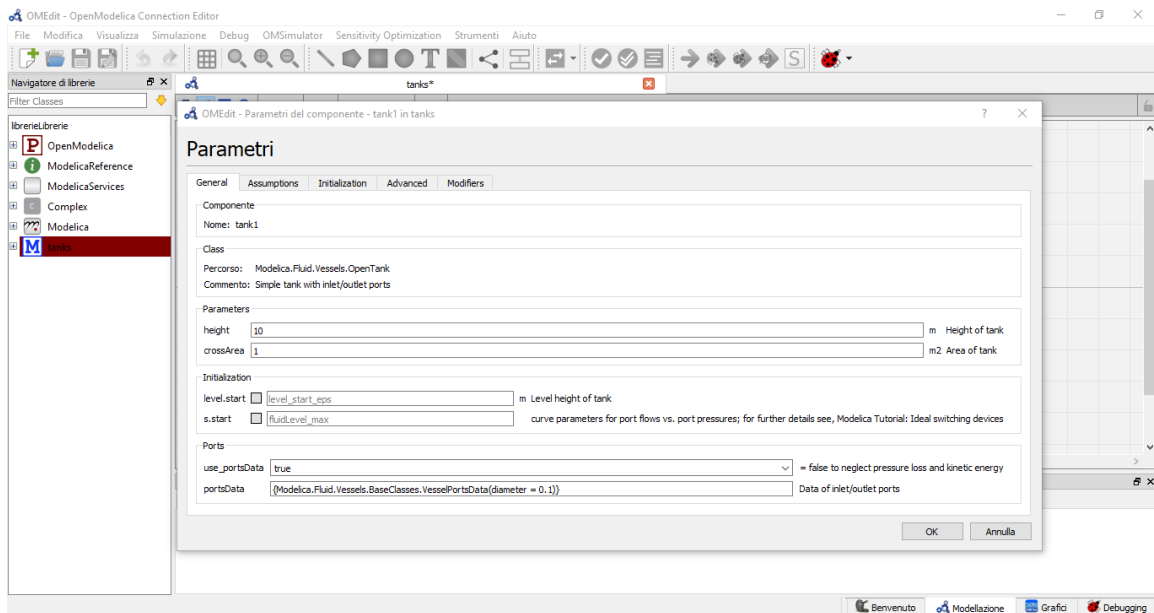 OMEdit - OpenModelica Connection Editor
File Modifica Visualizza Simulazione Debug OMSimulator Sensitivity Optimization Strumenti Aiuto
T S
Navigatore di librerie
tanks*
Filter Classes
OMEdit - Parametri del componente - tank1 in tanks
librerieLibrerie
P OpenModelica
i ModelicaReference
ModelicaServices
C Complex
Modelica
M tanks
Parametri
General Assumptions Initialization Advanced Modifiers
Componente
Nome: tank1
Class
Percorso: Modelica.Fluid.Vessels.OpenTank
Commento: Simple tank with inlet/outlet ports
Parameters
height 10 m Height of tank
crossArea 1 m2 Area of tank
Initialization
level.start level_start_eps m Level height of tank
s.start fluidLevel_max curve parameters for port flows vs. port pressures; for further details see, Modelica Tutorial: Ideal switching devices
Ports
use_portsData true = false to neglect pressure loss and kinetic energy
portsData {Modelica.Fluid.Vessels.BaseClasses.VesselPortsData(diameter = 0.1)} Data of inlet/outlet ports
OK Annulla
Benvenuto Modellazione Grafici Debugging